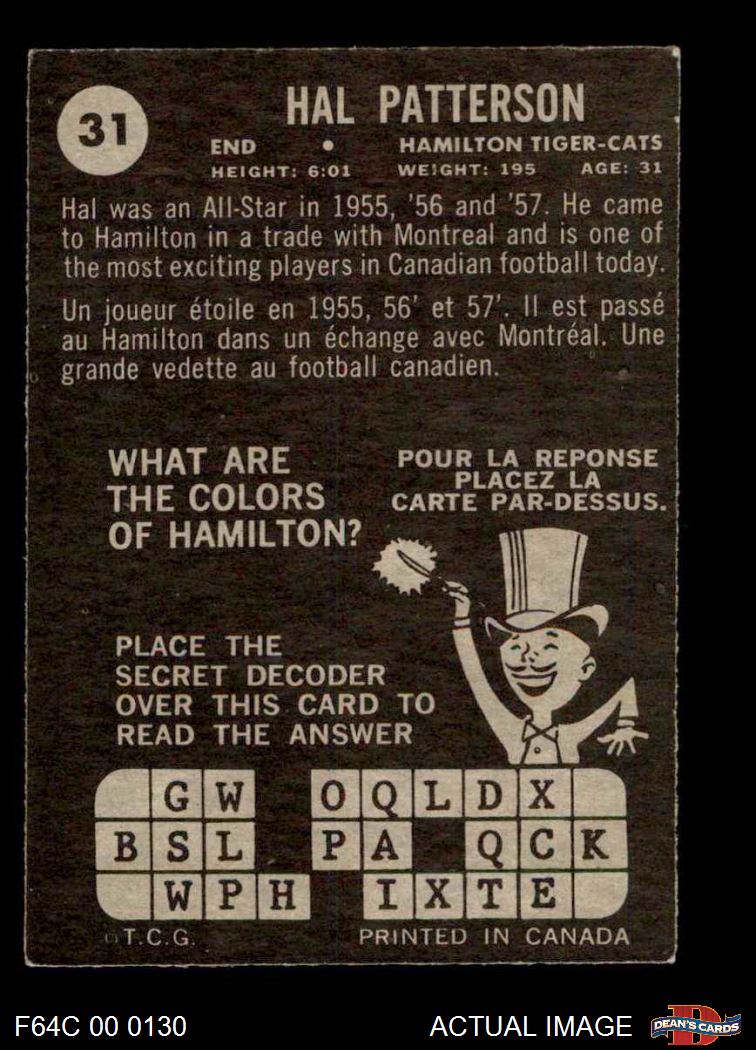 31
HAL PATTERSON
END • HAMILTON TIGER-CATS
HEIGHT: 6:01 WEIGHT: 195 AGE: 31
Hal was an All-Star in 1955, '56 and '57. He came
to Hamilton in a trade with Montreal and is one of
the most exciting players in Canadian football today.
Un joueur étoile en 1955, 56' et 57'. Il est passé
au Hamilton dans un échange avec Montréal. Une
grande vedette au football canadien.
WHAT ARE
THE COLORS
OF HAMILTON?
POUR LA REPONSE
PLACEZ LA
CARTE PAR-DESSUS.
PLACE THE
SECRET DECODER
OVER THIS CARD TO
READ THE ANSWER
G W O Q L D X
B S L P A Q C K
W P H I X T E
©T.C.G. PRINTED IN CANADA
F64C 00 0130 ACTUAL IMAGE
D
DEAN'S CARDS